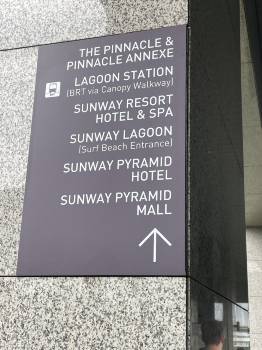 THE PINNACLE &
PINNACLE ANNEXE
LAGOON STATION
(BRT via Canopy Walkway)
SUNWAY RESORT
HOTEL & SPA
SUNWAY LAGOON
(Surf Beach Entrance)
SUNWAY PYRAMID
HOTEL
SUNWAY PYRAMID
MALL